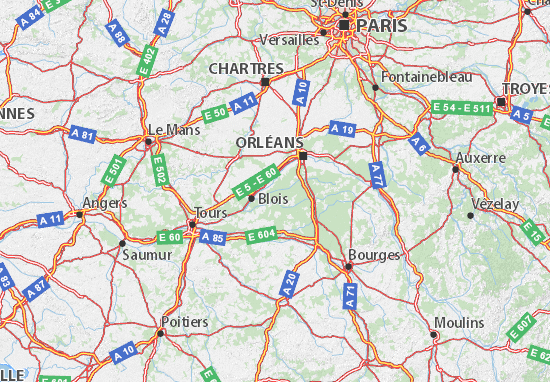 A 84
E 3
A 28
St-Denis
PARIS
A 88
E 402
Versailles
CHARTRES
A 10
Fontainebleau
TROYES
E 50
A 11
E 54 - E 511
A 5
NNES
A 81
Le Mans
A 19
ORLÉANS
A 6
E 501
E 502
Auxerre
A 77
E 5 - E 60
Blois
Angers
A 11
Tours
Vézelay
E 60
A 85
E 604
E 15
Saumur
Bourges
A 87
A 20
A 71
Poitiers
Moulins
E 607
A 10
E 62
LLE
E 601